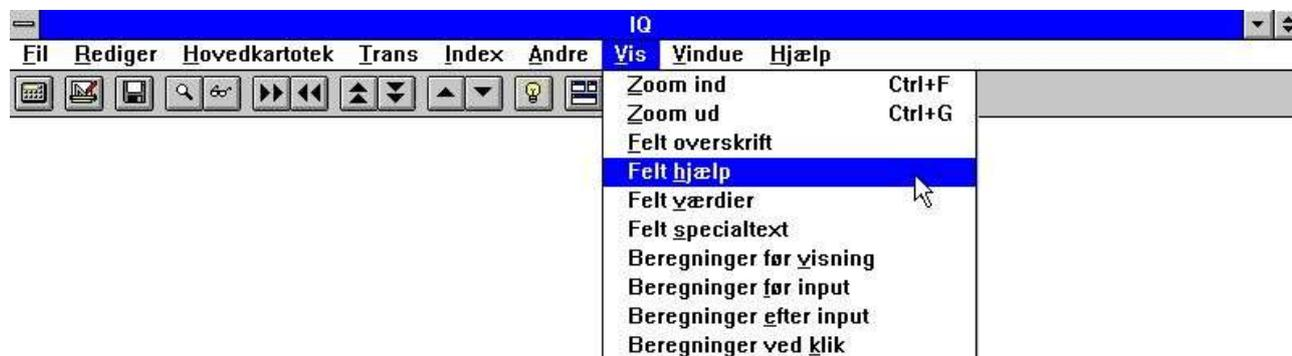 IQ
Fil Rediger Hovedkartotek Trans Index Andre Vis Vindue Hjælp
Zoom ind Ctrl+F
Zoom ud Ctrl+G
Felt overskrift
Felt hjælp
Felt værdier
Felt specialtext
Beregninger før visning
Beregninger før input
Beregninger efter input
Beregninger ved klik